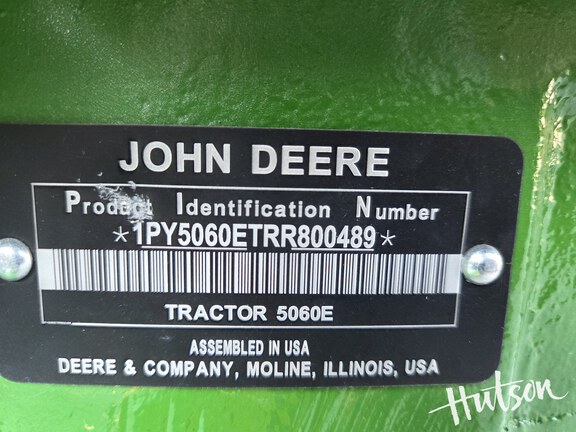 JOHN DEERE
Product Identification Number
*1PY5060ETRR800489*
TRACTOR 5060E
ASSEMBLED IN USA
DEERE & COMPANY, MOLINE, ILLINOIS, USA
Hutson